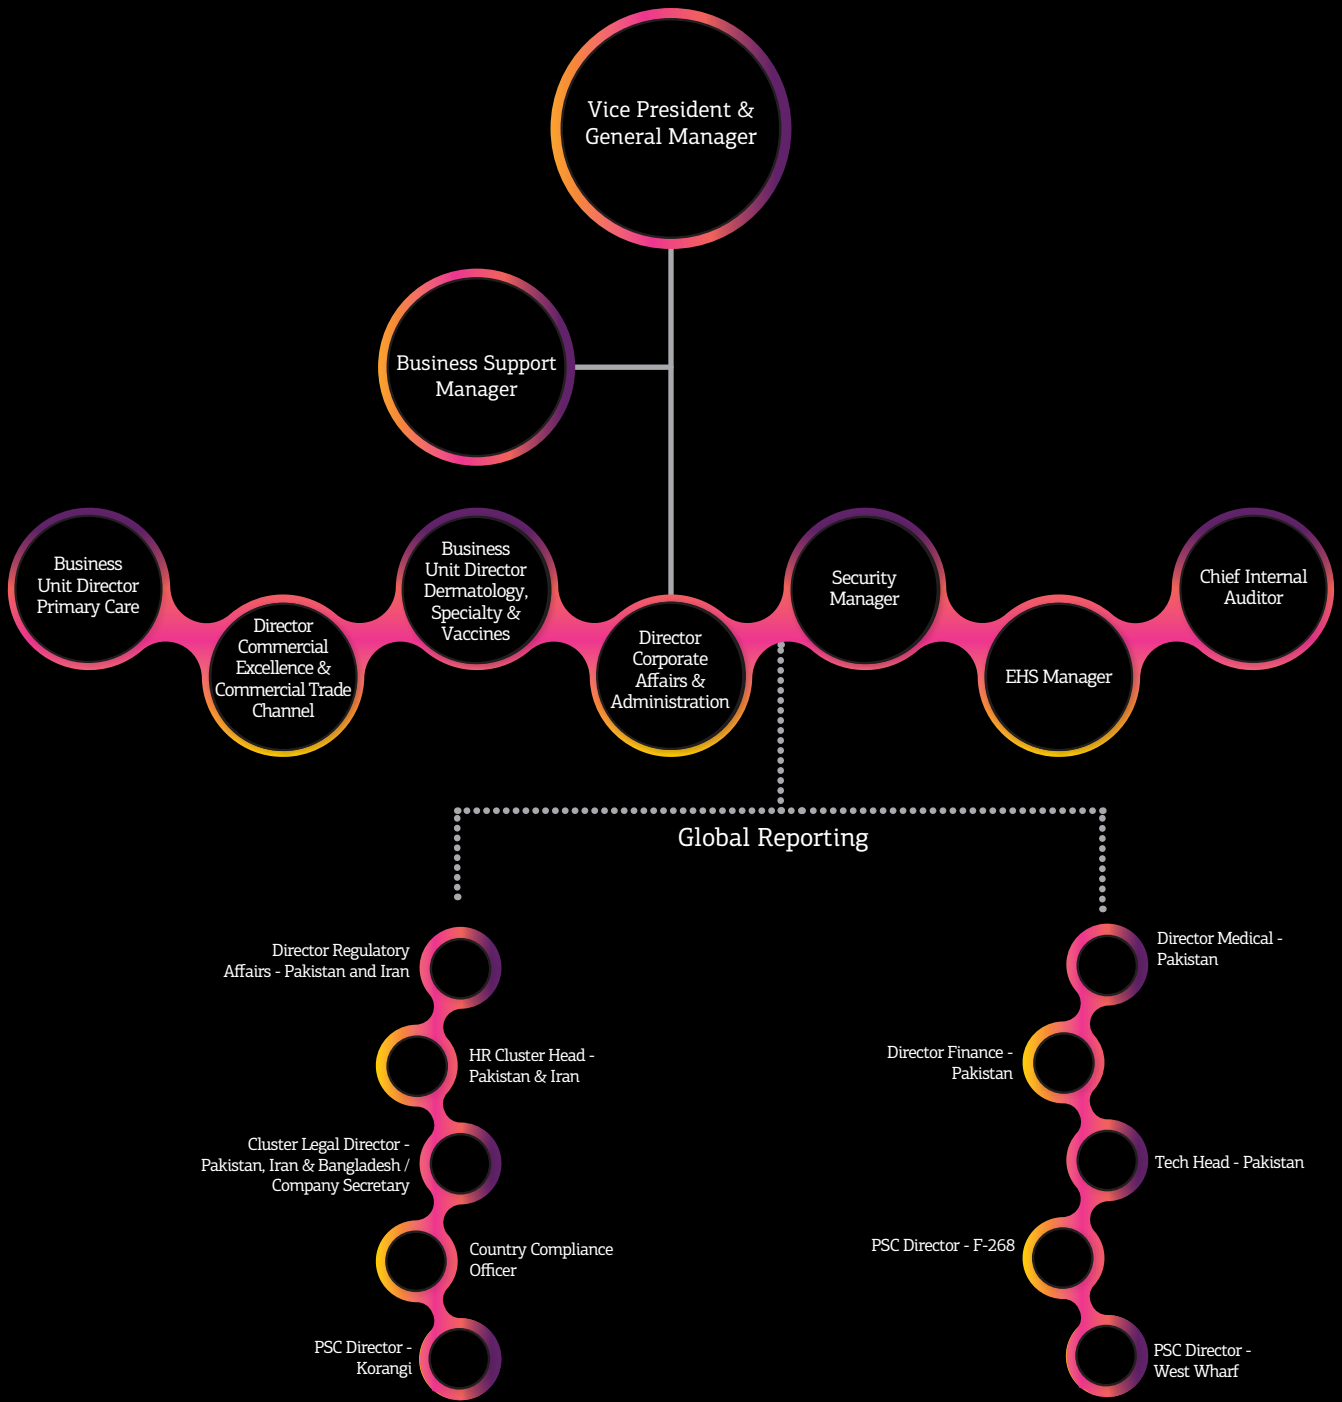 Vice President &
General Manager
Business Support
Manager
Business
Unit Director
Primary Care
Director
Commercial
Excellence &
Commercial Trade
Channel
Business
Unit Director
Dermatology,
Specialty &
Vaccines
Director
Corporate
Affairs &
Administration
Security
Manager
EHS Manager
Chief Internal
Auditor
Global Reporting
Director Regulatory
Affairs - Pakistan and Iran
HR Cluster Head -
Pakistan & Iran
Cluster Legal Director -
Pakistan, Iran & Bangladesh /
Company Secretary
Country Compliance
Officer
PSC Director -
Korangi
Director Medical -
Pakistan
Director Finance -
Pakistan
Tech Head - Pakistan
PSC Director - F-268
PSC Director -
West Wharf